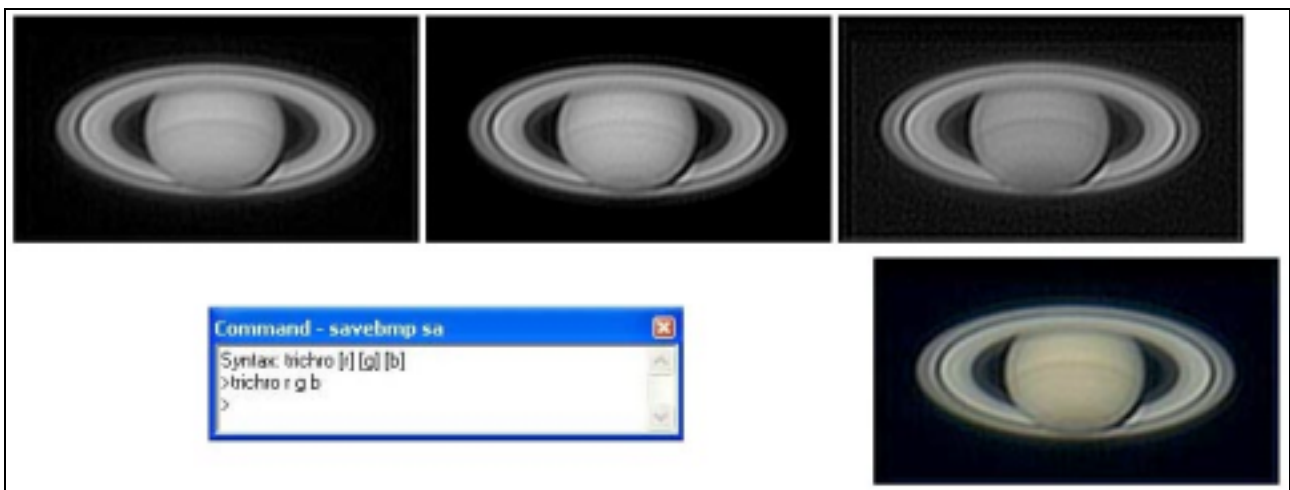 Command - savebmp sa
Syntax: trichro [r] [g] [b]
>trichro r g b
>